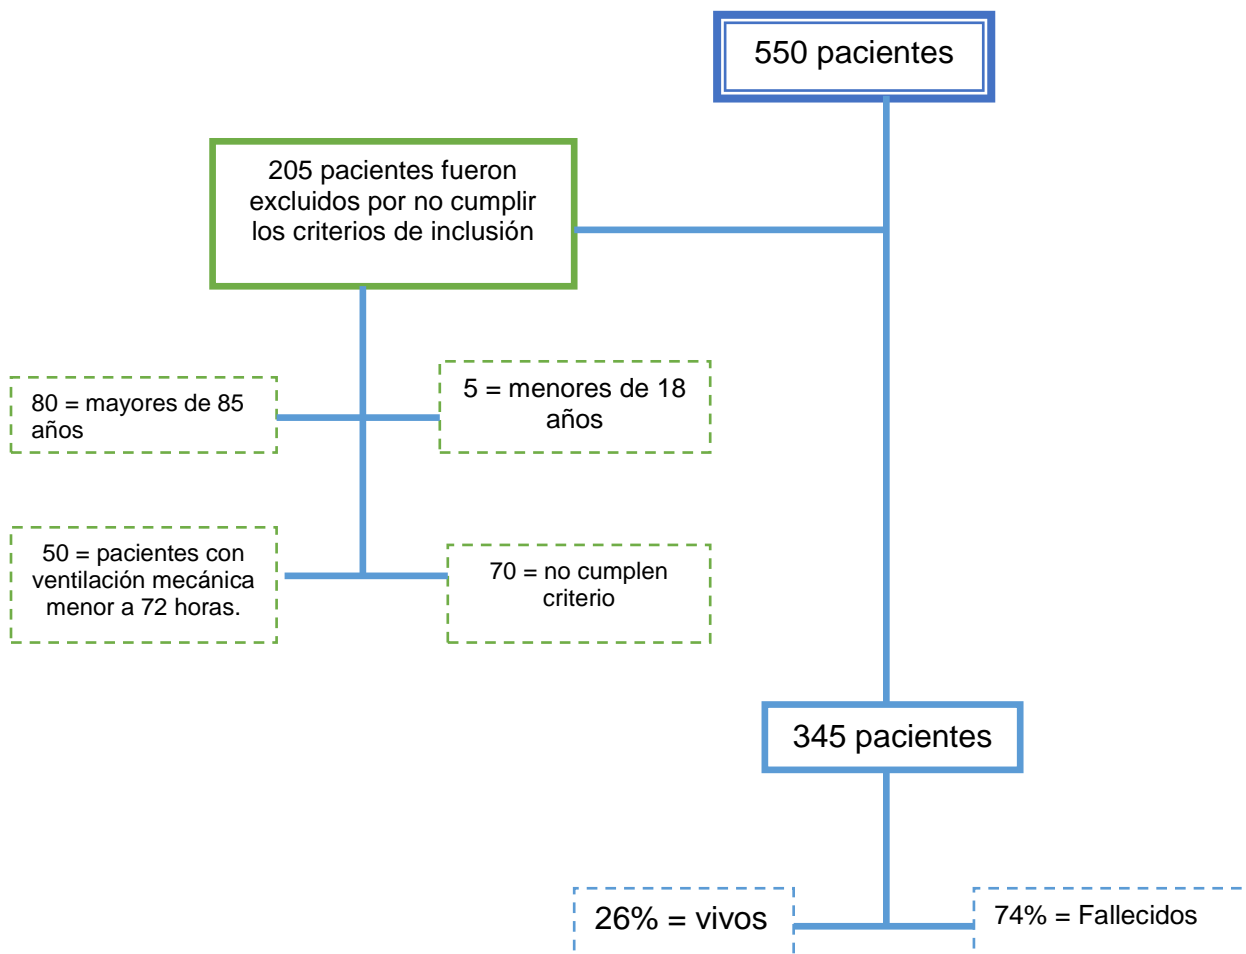 550 pacientes
205 pacientes fueron
excluidos por no cumplir
los criterios de inclusión
80 = mayores de 85
años
5 = menores de 18
años
50 = pacientes con
ventilación mecánica
menor a 72 horas.
70 = no cumplen
criterio
345 pacientes
26% = vivos
74% = Fallecidos